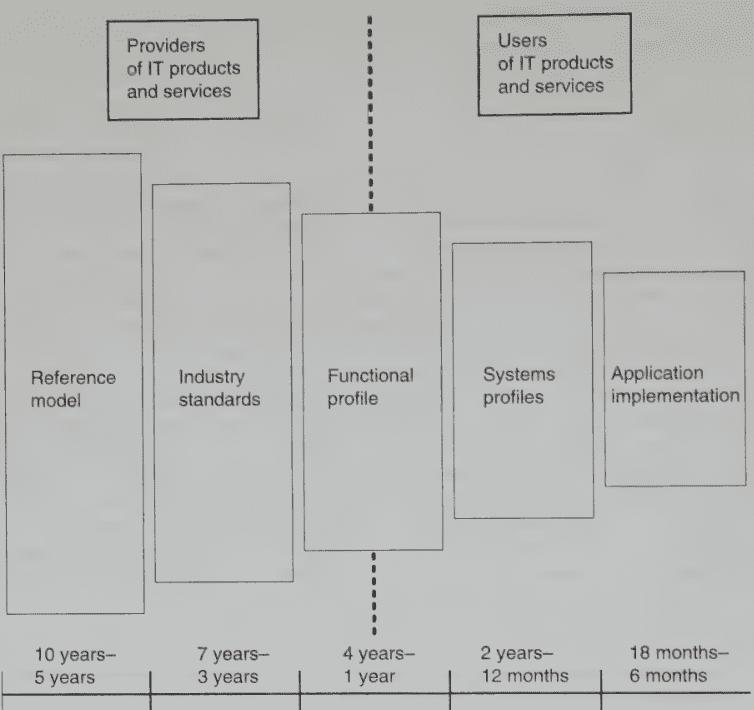 Providers
of IT products
and services
Users
of IT products
and services
Reference
model
Industry
standards
Functional
profile
Systems
profiles
Application
implementation
10 years–
5 years
7 years–
3 years
4 years–
1 year
2 years–
12 months
18 months–
6 months